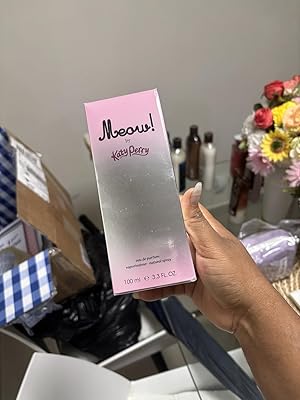 Meow!
by
Katy Perry
eau de parfum
vaporisateur · natural spray
100 ml e 3.3 FL.OZ